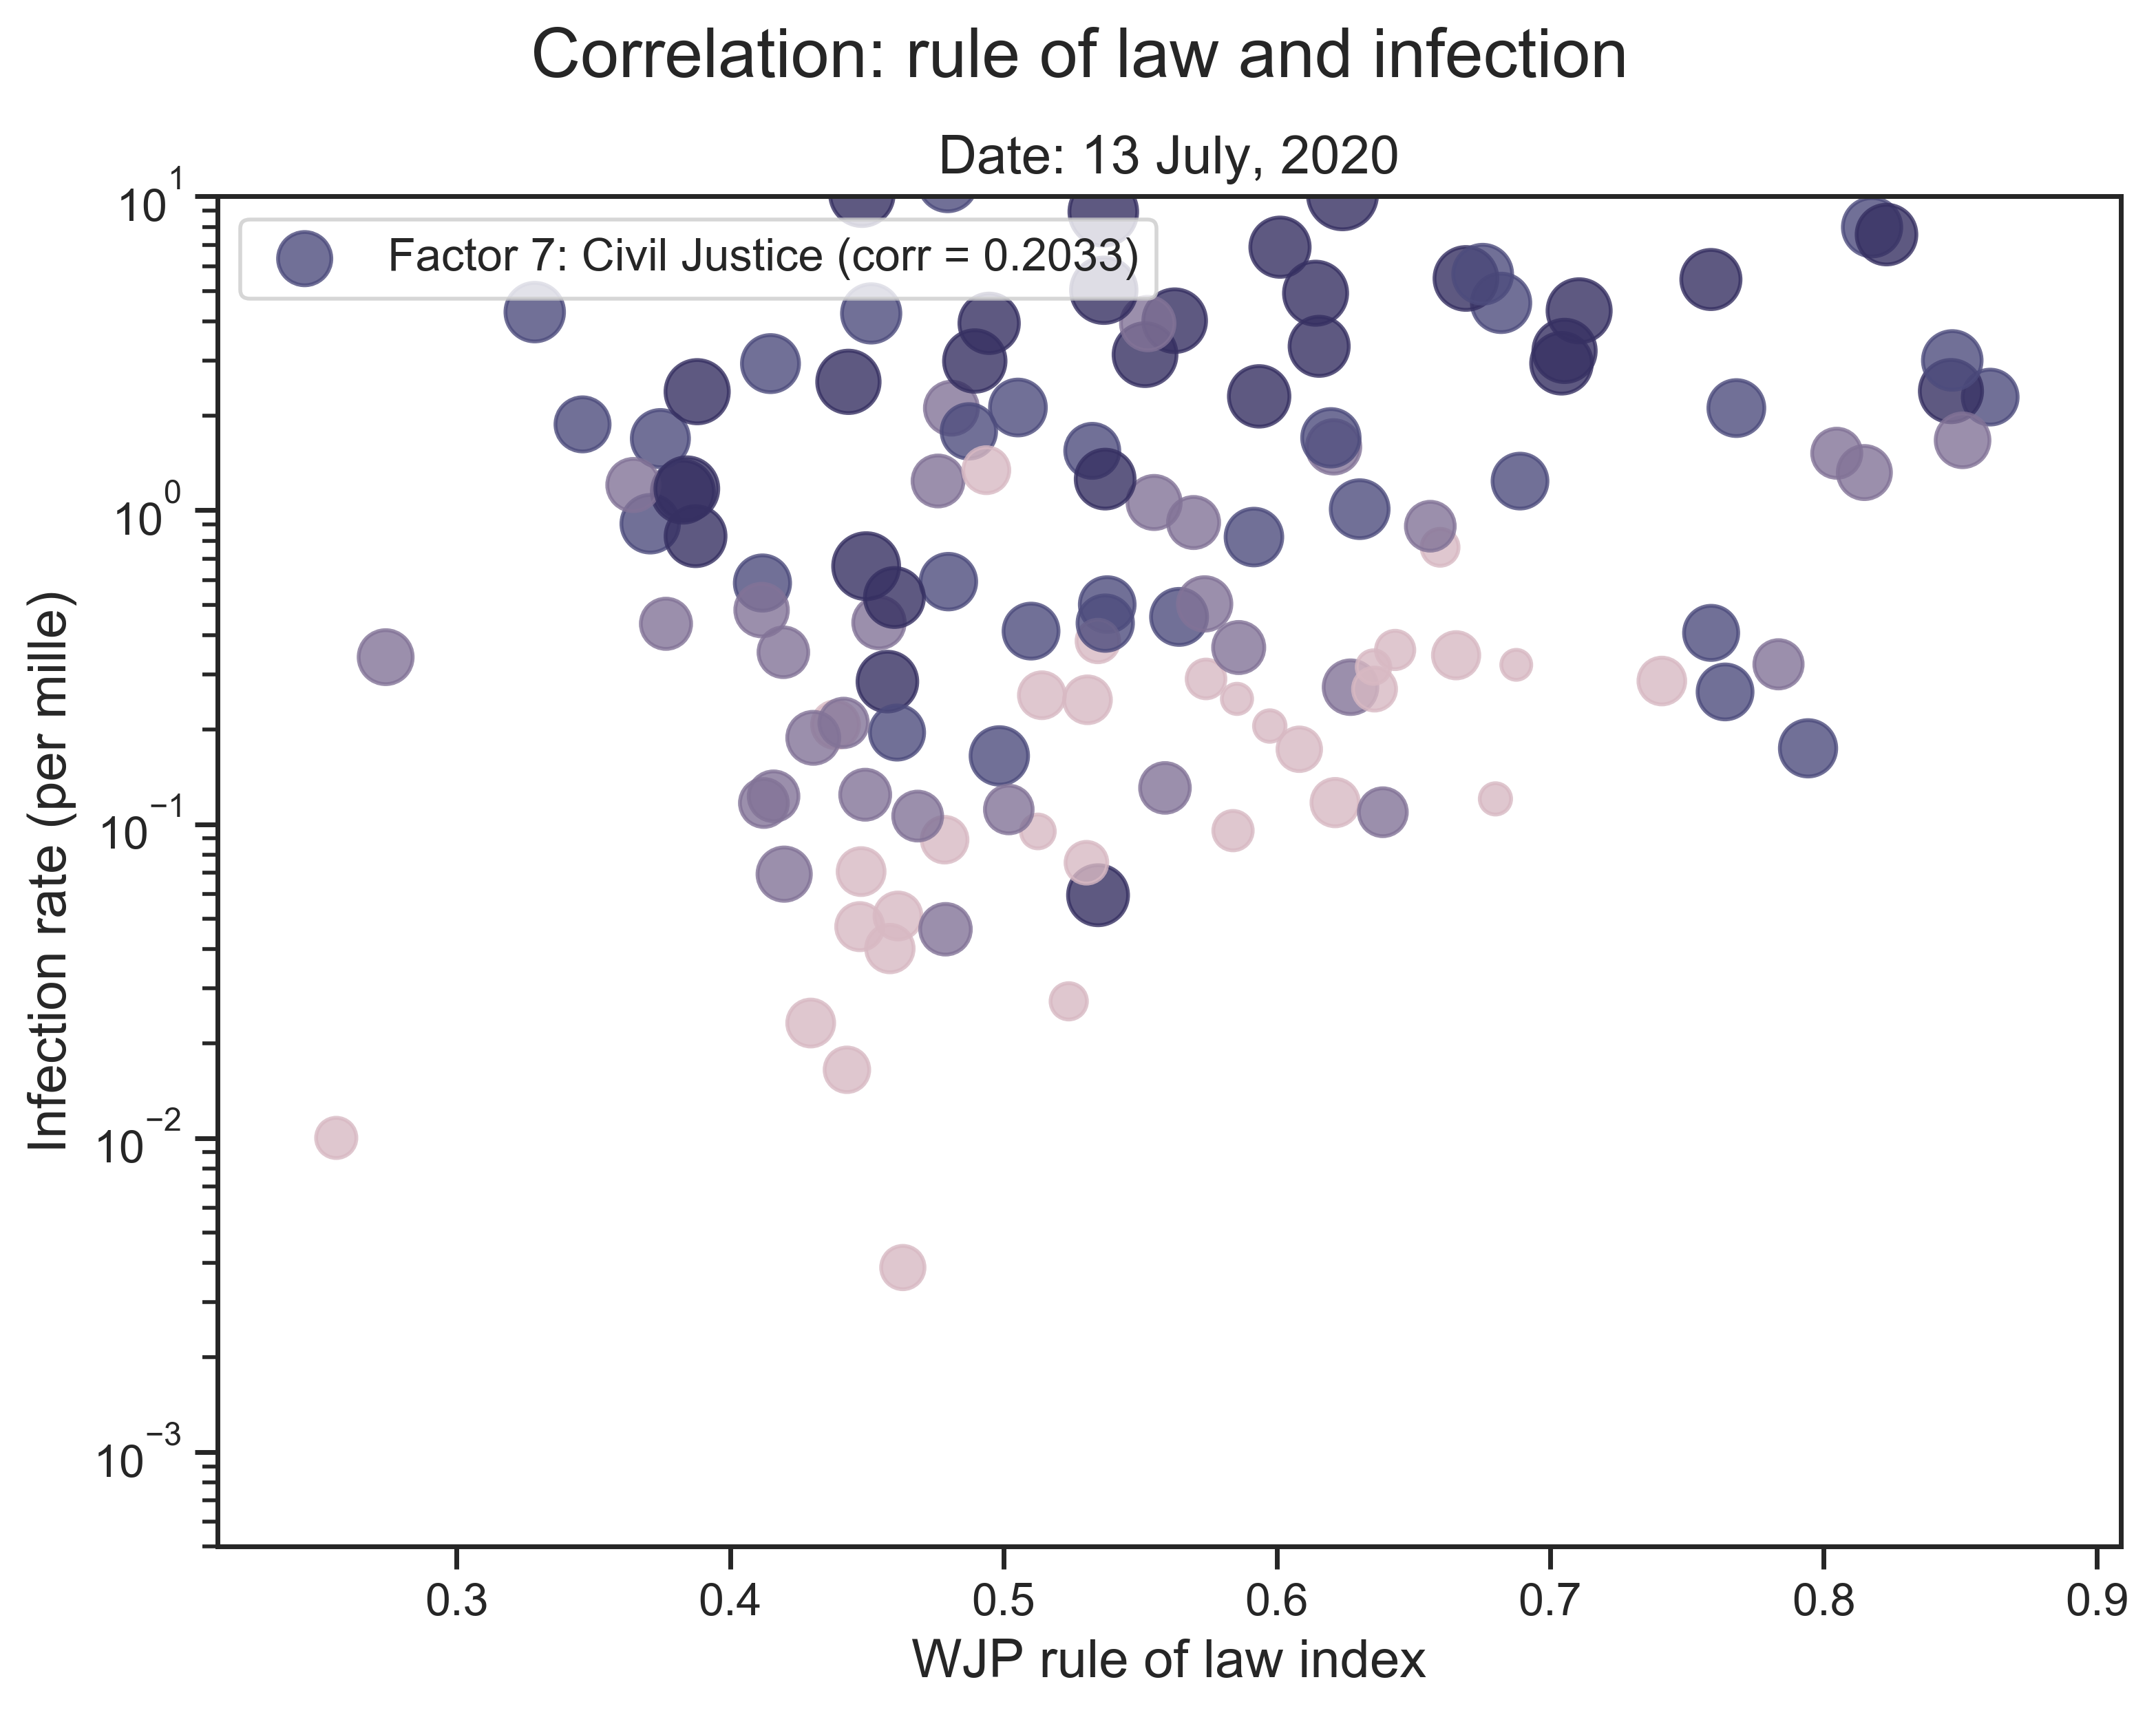 Correlation: rule of law and infection
Date: 13 July, 2020
Factor 7: Civil Justice (corr = 0.2033)
Infection rate (per mille)
10^1
10^0
10^−1
10^−2
10^−3
0.3 0.4 0.5 0.6 0.7 0.8 0.9
WJP rule of law index